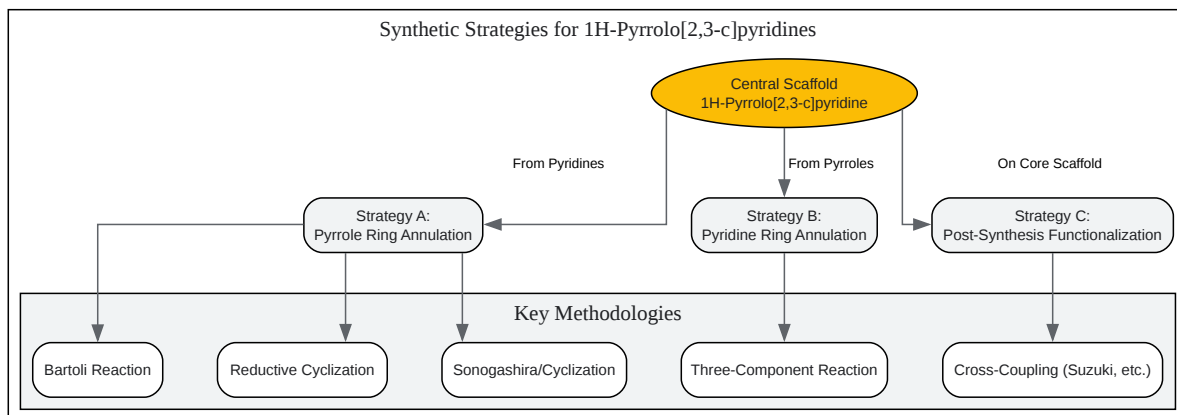 Synthetic Strategies for 1H-Pyrrolo[2,3-c]pyridines
Central Scaffold
1H-Pyrrolo[2,3-c]pyridine
From Pyridines
From Pyrroles
On Core Scaffold
Strategy A:
Pyrrole Ring Annulation
Strategy B:
Pyridine Ring Annulation
Strategy C:
Post-Synthesis Functionalization
Key Methodologies
Bartoli Reaction
Reductive Cyclization
Sonogashira/Cyclization
Three-Component Reaction
Cross-Coupling (Suzuki, etc.)